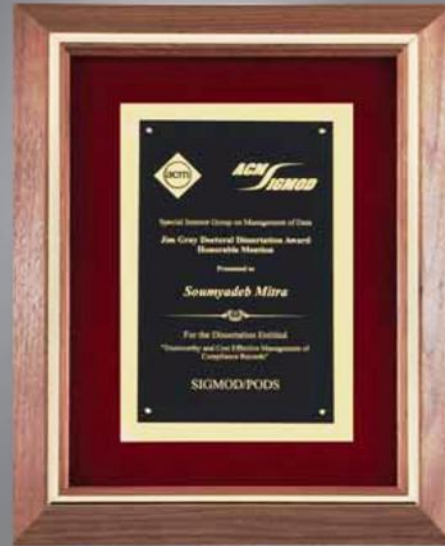 acm
ACM
SIGMOD
Special Interest Group on Management of Data
Jim Gray Doctoral Dissertation Award
Honorable Mention
Presented to
Soumyadeb Mitra
For the Dissertation Entitled
"Trustworthy and Cost Effective Management of
Compliance Records"
SIGMOD/PODS